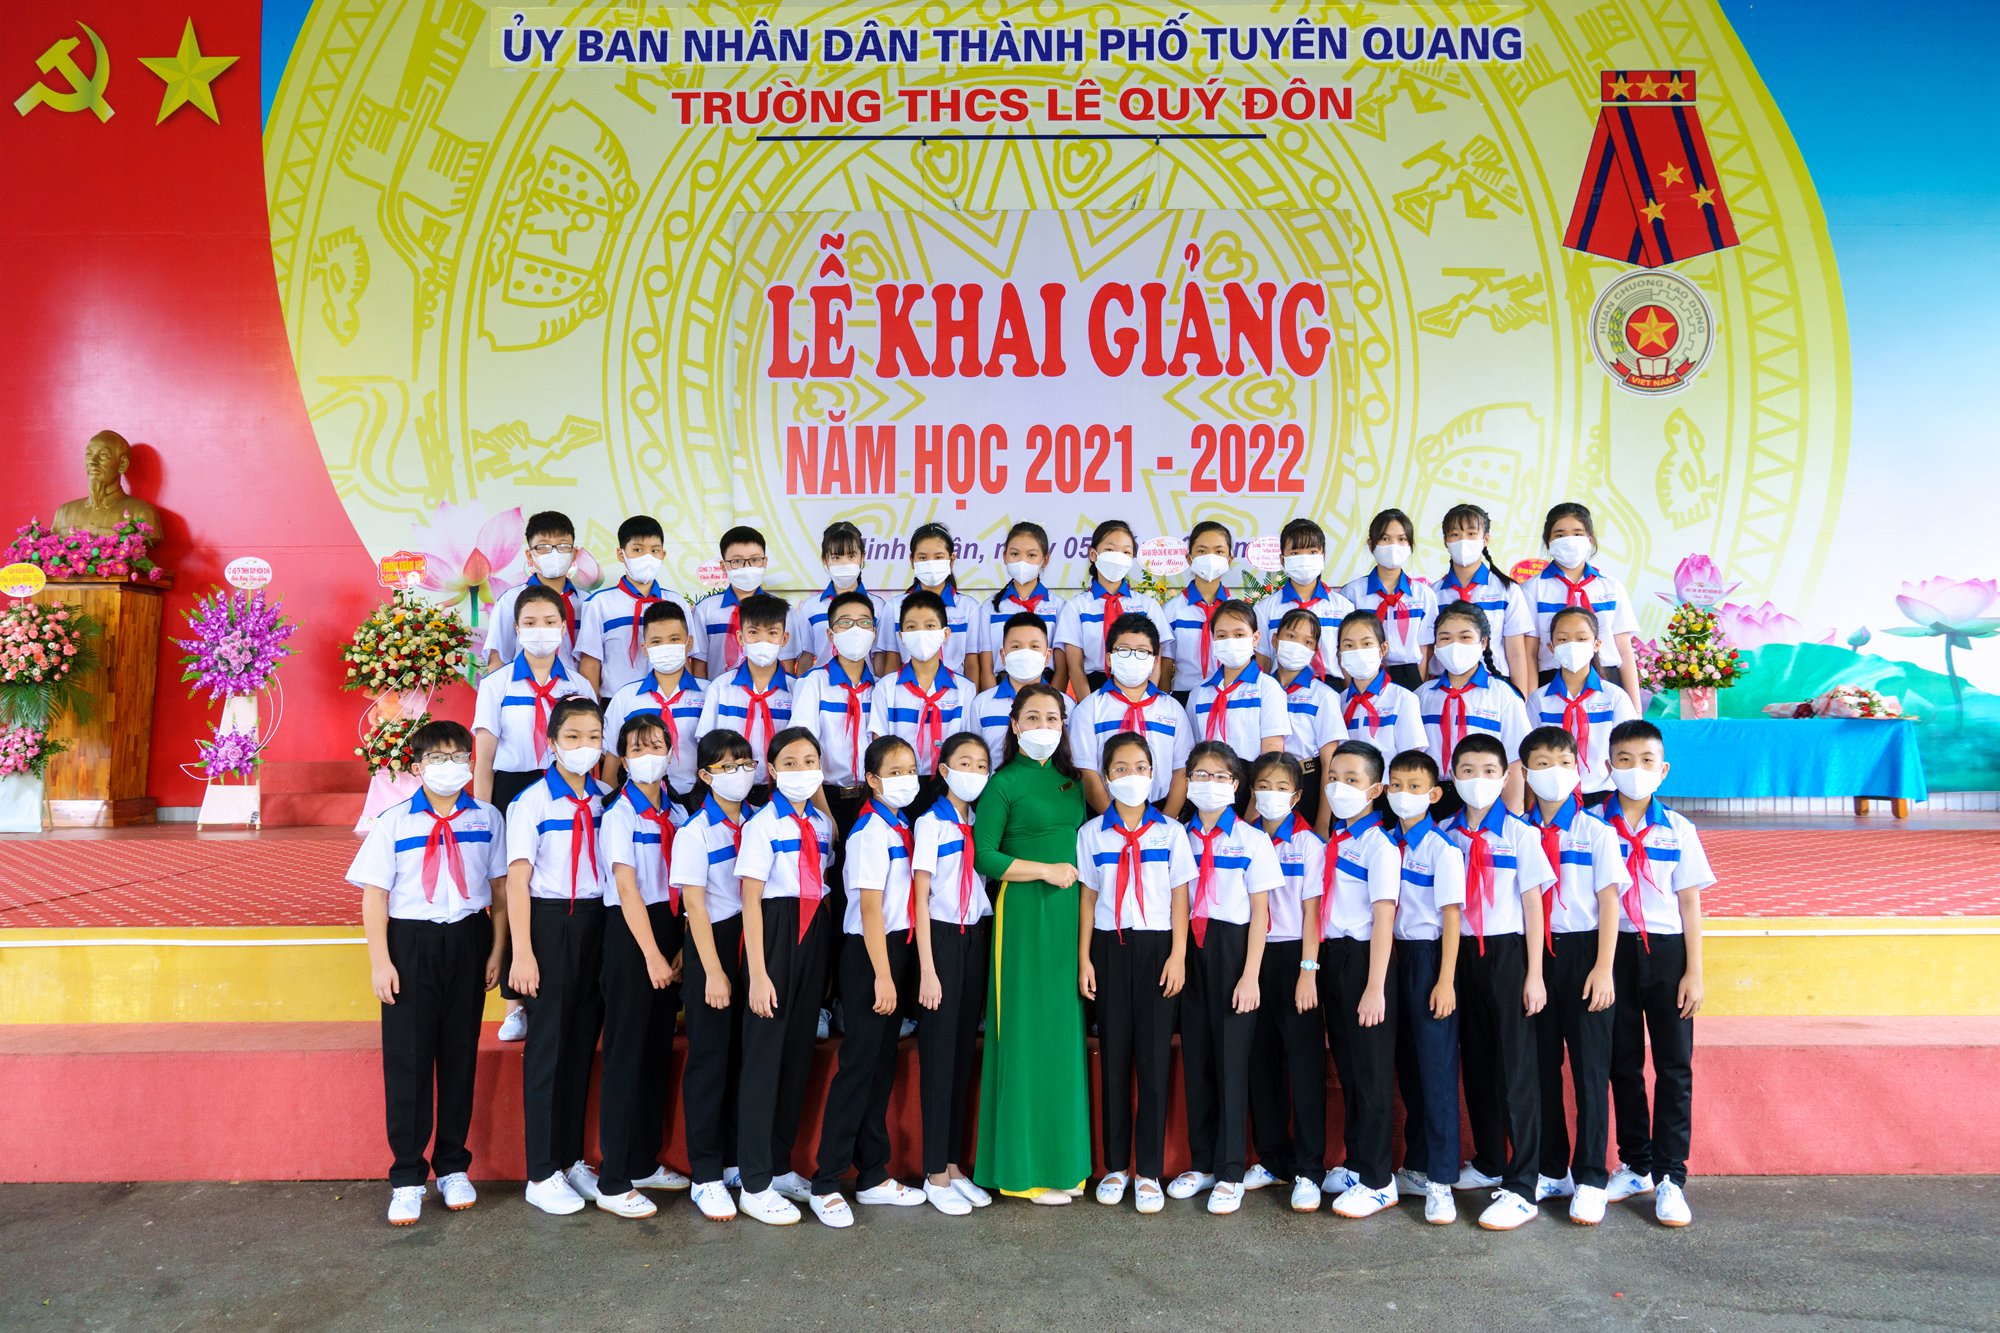 ỦY BAN NHÂN DÂN THÀNH PHỐ TUYÊN QUANG
TRƯỜNG THCS LÊ QUÝ ĐÔN
HUÂN CHƯƠNG LAO ĐỘNG
VIỆT NAM
LỄ KHAI GIẢNG
NĂM HỌC 2021 - 2022
05